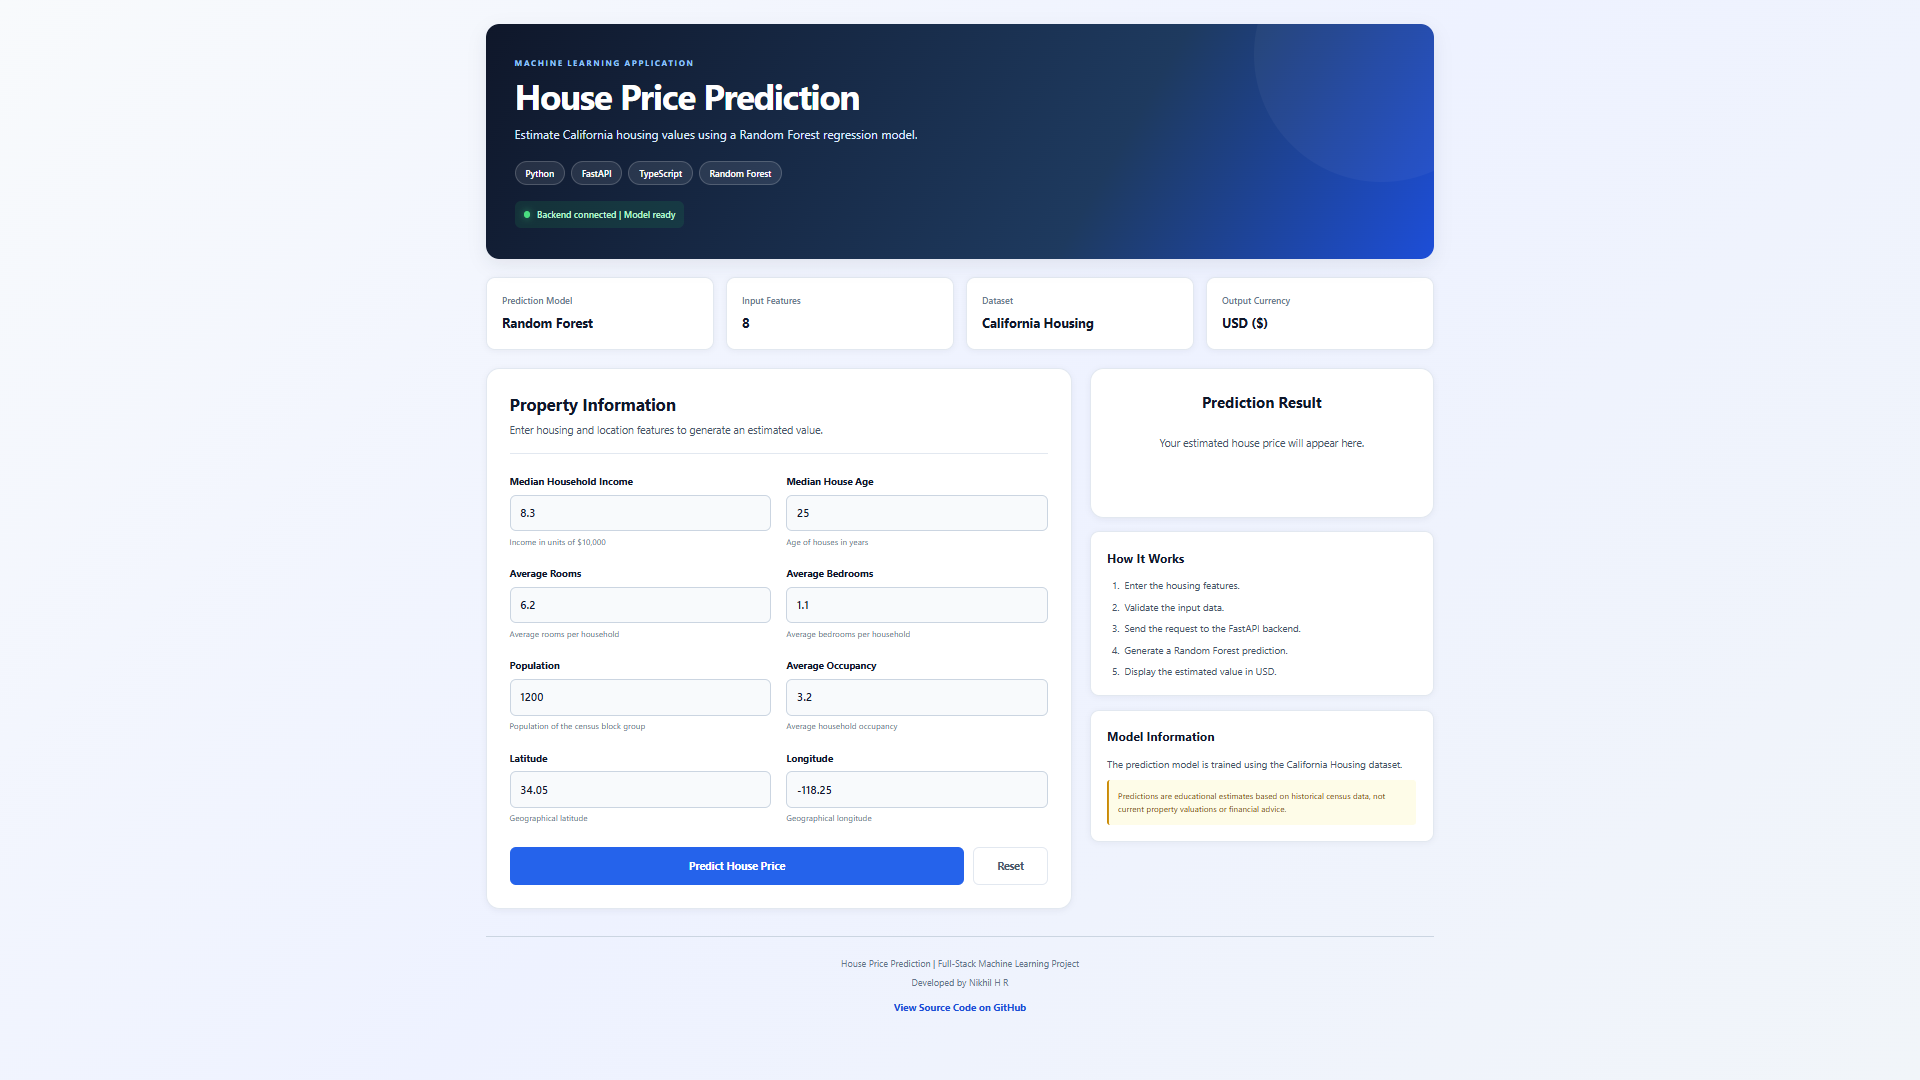 MACHINE LEARNING APPLICATION
House Price Prediction
Estimate California housing values using a Random Forest regression model.
Python
FastAPI
TypeScript
Random Forest
Backend connected | Model ready
Prediction Model
Random Forest
Input Features
8
Dataset
California Housing
Output Currency
USD ($)
Property Information
Enter housing and location features to generate an estimated value.
Median Household Income
8.3
Income in units of $10,000
Median House Age
25
Age of houses in years
Average Rooms
6.2
Average rooms per household
Average Bedrooms
1.1
Average bedrooms per household
Population
1200
Population of the census block group
Average Occupancy
3.2
Average household occupancy
Latitude
34.05
Geographical latitude
Longitude
-118.25
Geographical longitude
Predict House Price
Reset
Prediction Result
Your estimated house price will appear here.
How It Works
1. Enter the housing features.
2. Validate the input data.
3. Send the request to the FastAPI backend.
4. Generate a Random Forest prediction.
5. Display the estimated value in USD.
Model Information
The prediction model is trained using the California Housing dataset.
Predictions are educational estimates based on historical census data, not
current property valuations or financial advice.
House Price Prediction | Full-Stack Machine Learning Project
Developed by Nikhil H R
View Source Code on GitHub